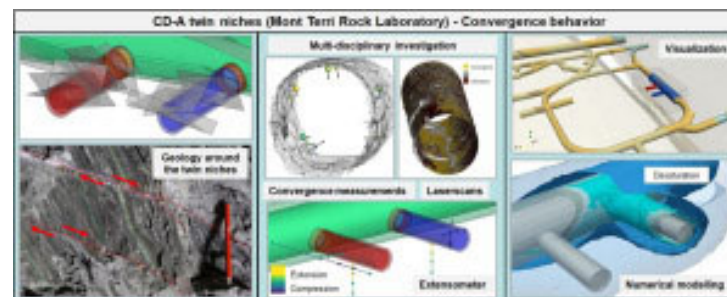 CD-A twin niches (Mont Terri Rock Laboratory) - Convergence behavior
Multi-disciplinary investigation
Visualization
Geology around
the twin niches
Convergence measurements
Laserscans
Extension
Compression
Extensometer
Desaturation
Numerical modelling